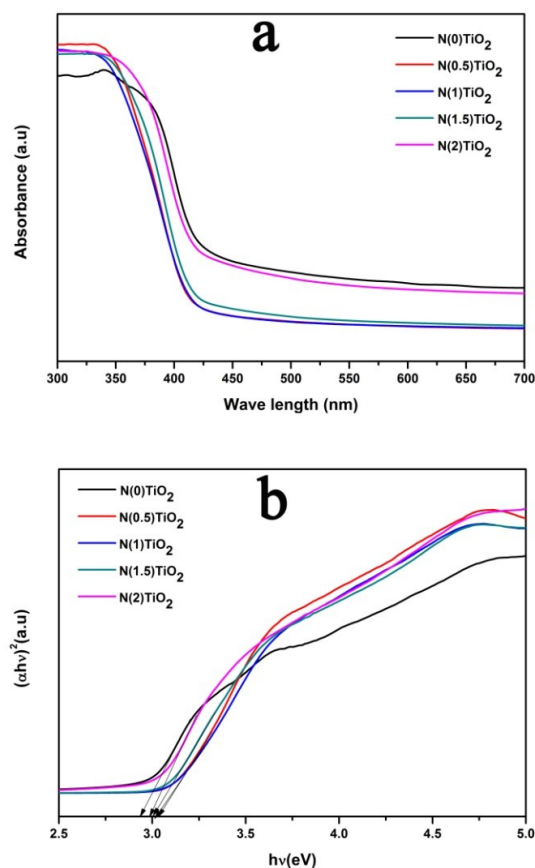 a
N(0)TiO2
N(0.5)TiO2
N(1)TiO2
N(1.5)TiO2
N(2)TiO2
Absorbance (a.u)
300 350 400 450 500 550 600 650 700
Wave length (nm)
b
N(0)TiO2
N(0.5)TiO2
N(1)TiO2
N(1.5)TiO2
N(2)TiO2
(αhν)2(a.u)
2.5 3.0 3.5 4.0 4.5 5.0
hν(eV)